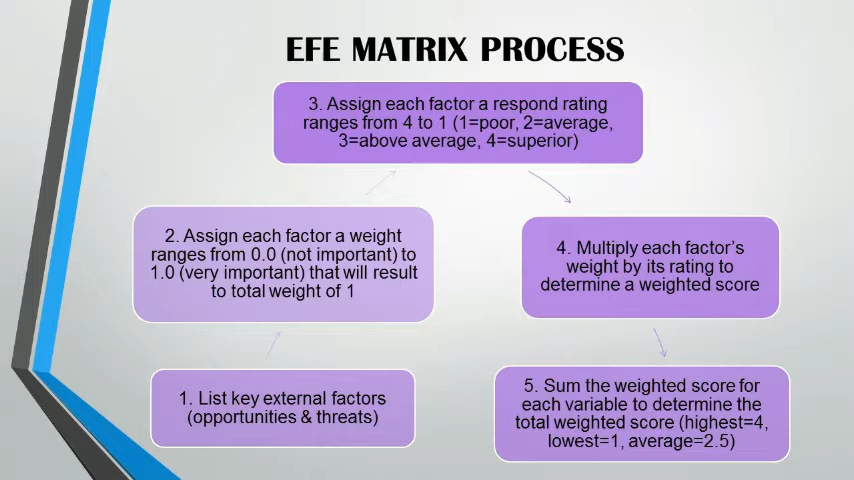 EFE MATRIX PROCESS
3. Assign each factor a respond rating
ranges from 4 to 1 (1=poor, 2=average,
3=above average, 4=superior)
2. Assign each factor a weight
ranges from 0.0 (not important) to
1.0 (very important) that will result
to total weight of 1
4. Multiply each factor’s
weight by its rating to
determine a weighted score
1. List key external factors
(opportunities & threats)
5. Sum the weighted score for
each variable to determine the
total weighted score (highest=4,
lowest=1, average=2.5)